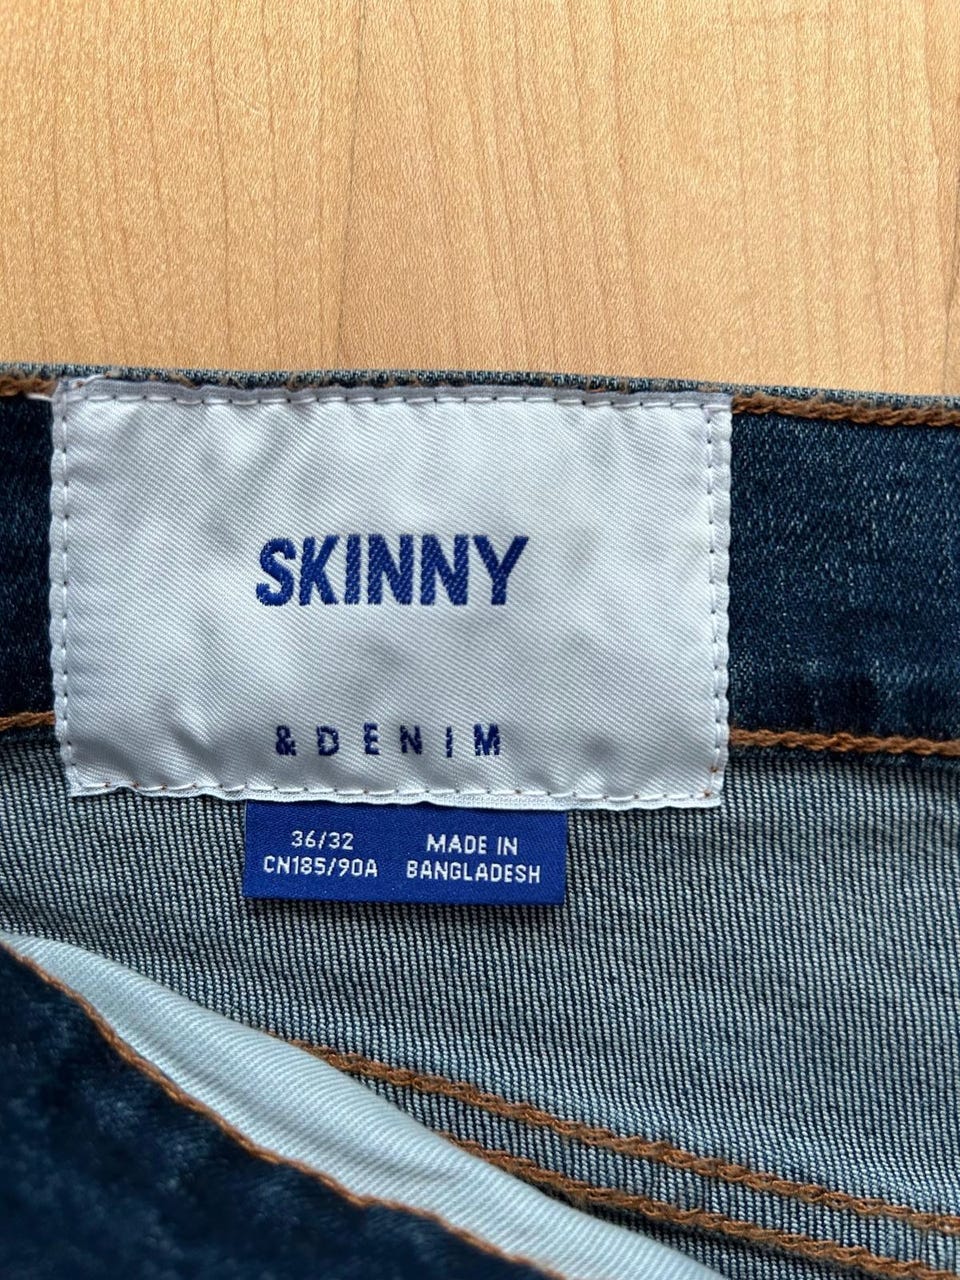 SKINNY
& DENIM
36/32
CN185/90A
MADE IN
BANGLADESH